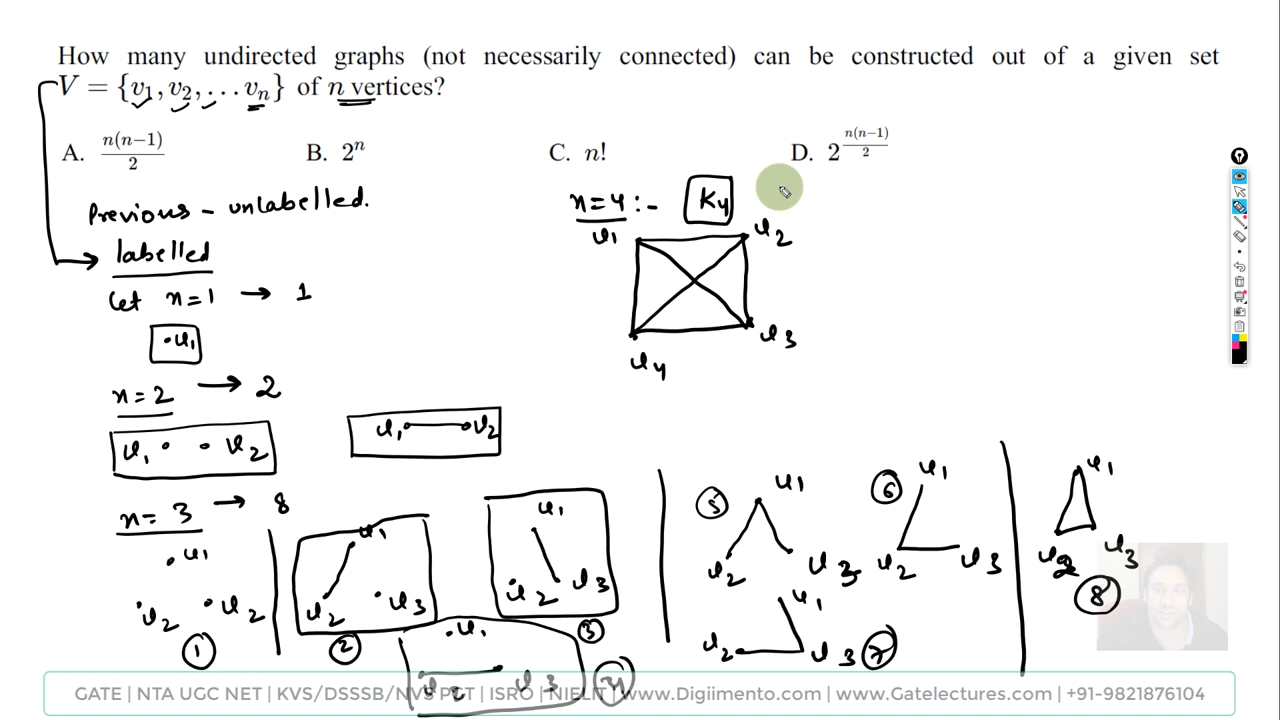 How many undirected graphs (not necessarily connected) can be constructed out of a given set
V = {v₁, v₂, … vₙ} of n vertices?
A. n(n−1)/2 B. 2ⁿ C. n! D. 2^(n(n−1)/2)
Previous - unlabelled.
labelled
let n=1 → 1
.v₁
n=2 → 2
v₁ . . v₂
v₁ v₂
n=3 → 8
.v₁
v₂ v₂
1
v₁
v₂ v₃
2
v₁
v₂ v₃
3
v₁
v₂ v₃
4
n=4 :- K₄
v₁ v₂
v₄ v₃
5 v₁
v₂ v₃
6 v₁
v₂ v₃
v₁
v₂ v₃ 7
v₁
v₂ v₃
8
GATE | NTA UGC NET | KVS/DSSSB/NVS PGT | ISRO | NIELIT | www.Digiimento.com | www.Gatelectures.com | +91-9821876104